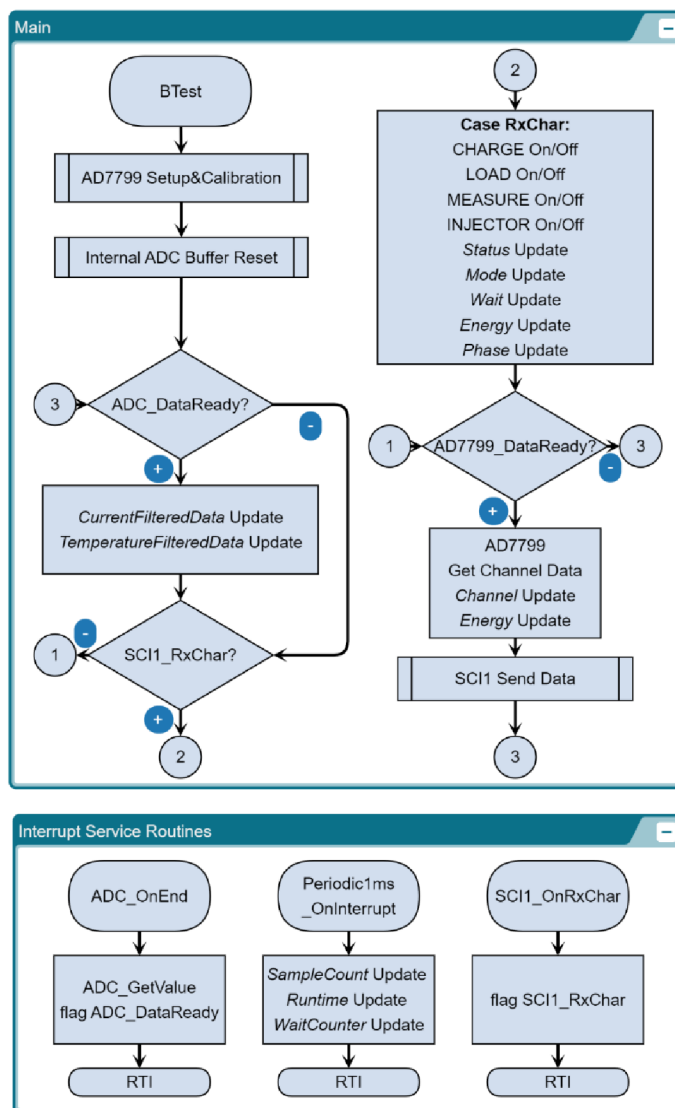 Main
BTest
AD7799 Setup&Calibration
Internal ADC Buffer Reset
3
ADC_DataReady?
-
+
CurrentFilteredData Update
TemperatureFilteredData Update
-
1
SCI1_RxChar?
+
2
2
Case RxChar:
CHARGE On/Off
LOAD On/Off
MEASURE On/Off
INJECTOR On/Off
Status Update
Mode Update
Wait Update
Energy Update
Phase Update
1
AD7799_DataReady?
-
3
+
AD7799
Get Channel Data
Channel Update
Energy Update
SCI1 Send Data
3
Interrupt Service Routines
ADC_OnEnd
ADC_GetValue
flag ADC_DataReady
RTI
Periodic1ms
_OnInterrupt
SampleCount Update
Runtime Update
WaitCounter Update
RTI
SCI1_OnRxChar
flag SCI1_RxChar
RTI